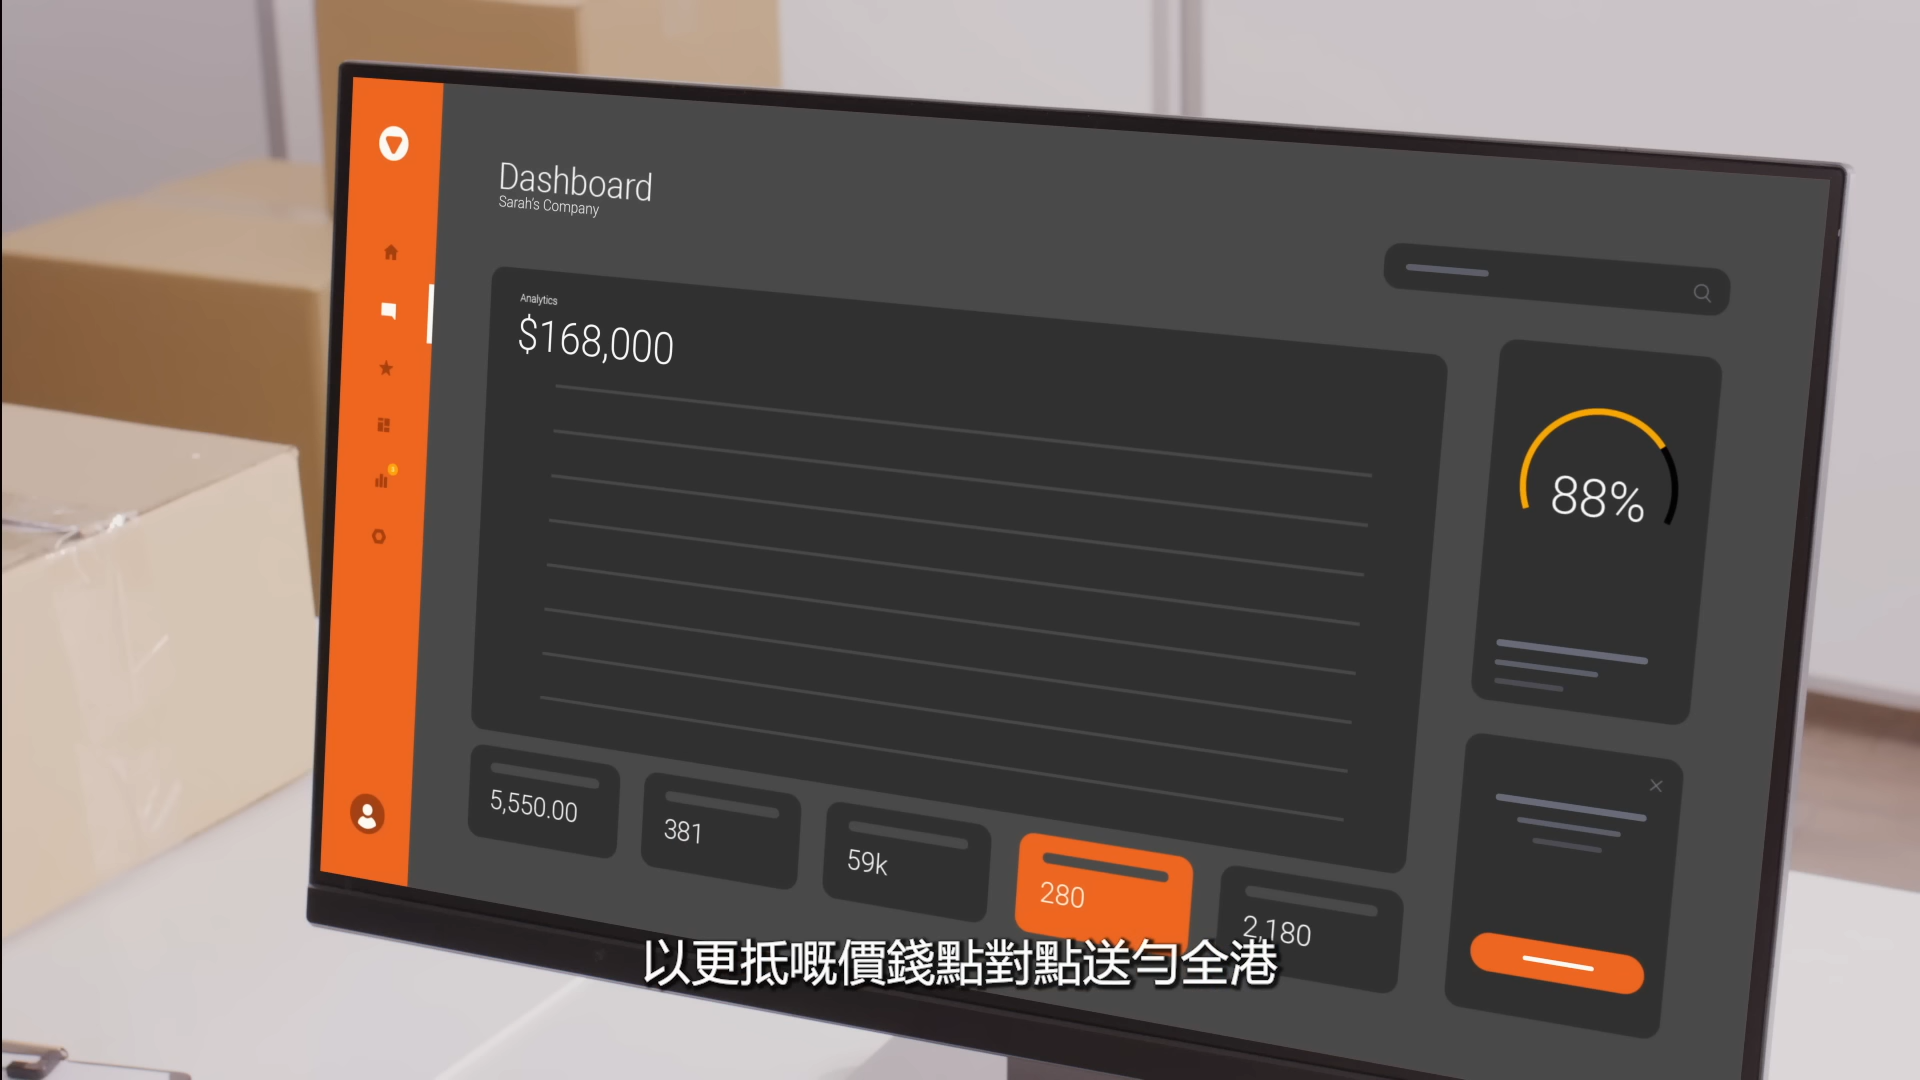 Dashboard
Sarah's Company
Analytics
$168,000
88%
5,550.00
381
59k
280
2,180
以更抵嘅價錢點對點送勻全港